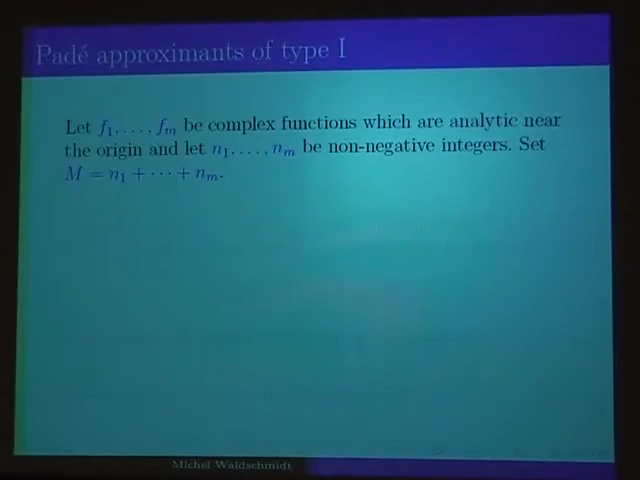 Padé approximants of type I
Let f₁, . . . , fₘ be complex functions which are analytic near
the origin and let n₁, . . . , nₘ be non-negative integers. Set
M = n₁ + ⋯ + nₘ.
Michel Waldschmidt